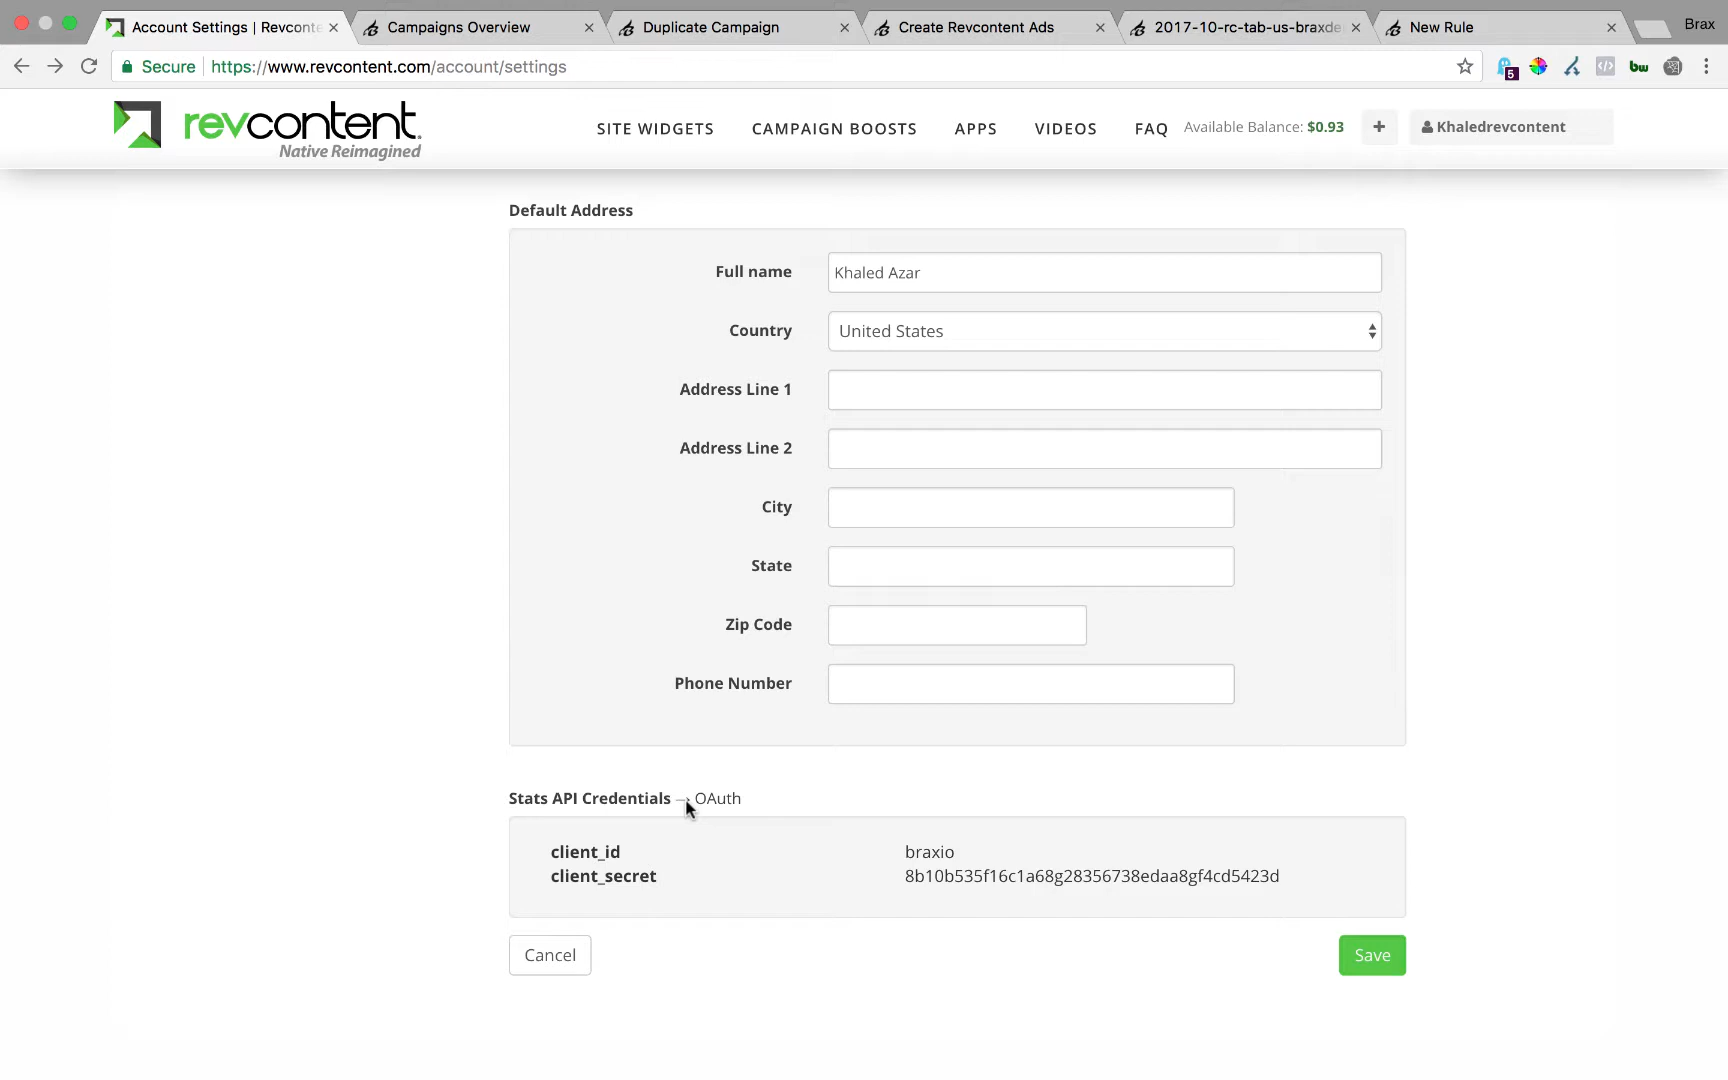 Account Settings | Revconte
Campaigns Overview
Duplicate Campaign
Create Revcontent Ads
2017-10-rc-tab-us-braxde
New Rule
Brax
Secure
https://www.revcontent.com/account/settings
5
bw
revcontent.
Native Reimagined
SITE WIDGETS
CAMPAIGN BOOSTS
APPS
VIDEOS
FAQ
Available Balance: $0.93
+
Khaledrevcontent
Default Address
Full name
Khaled Azar
Country
United States
Address Line 1
Address Line 2
City
State
Zip Code
Phone Number
Stats API Credentials — OAuth
client_id braxio
client_secret 8b10b535f16c1a68g28356738edaa8gf4cd5423d
Cancel
Save